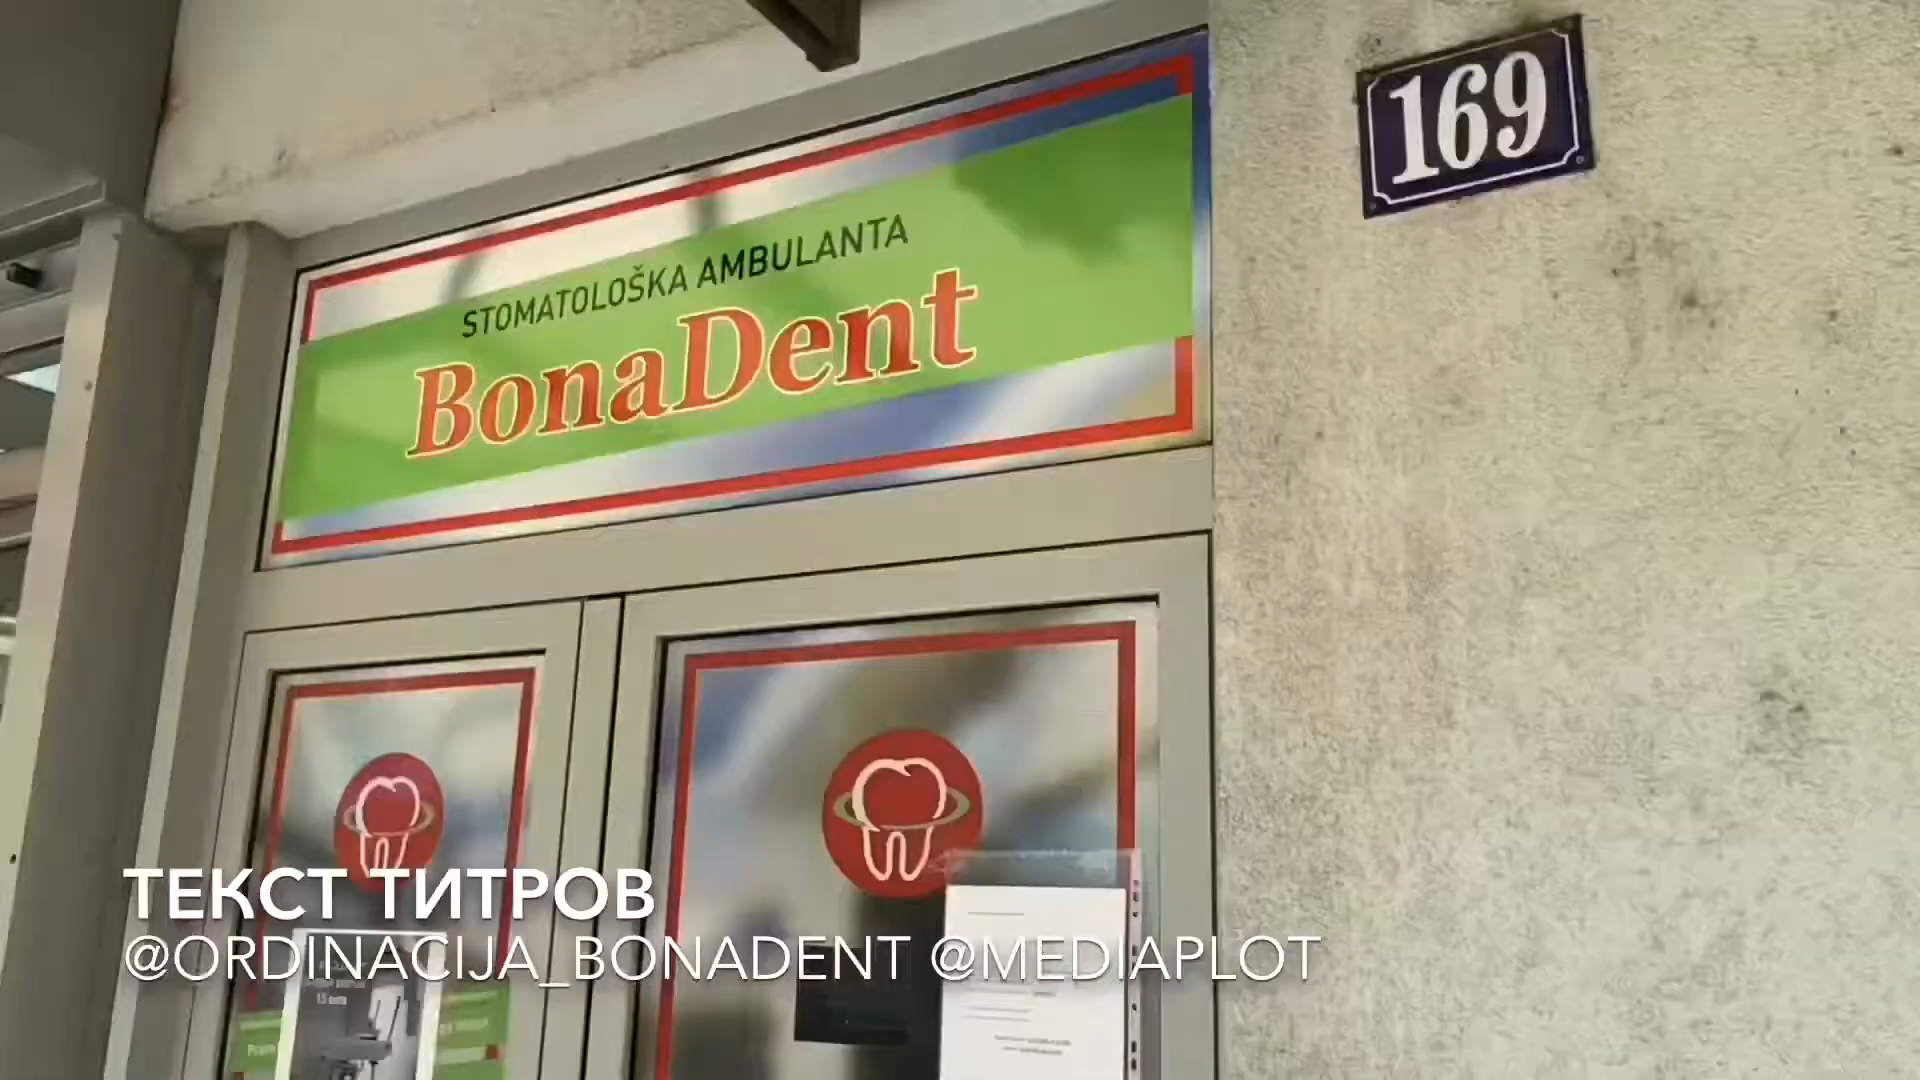 169
STOMATOLOŠKA AMBULANTA
BonaDent
ТЕКСТ ТИТРОВ
@ORDINACIJA_BONADENT @MEDIAPLOT